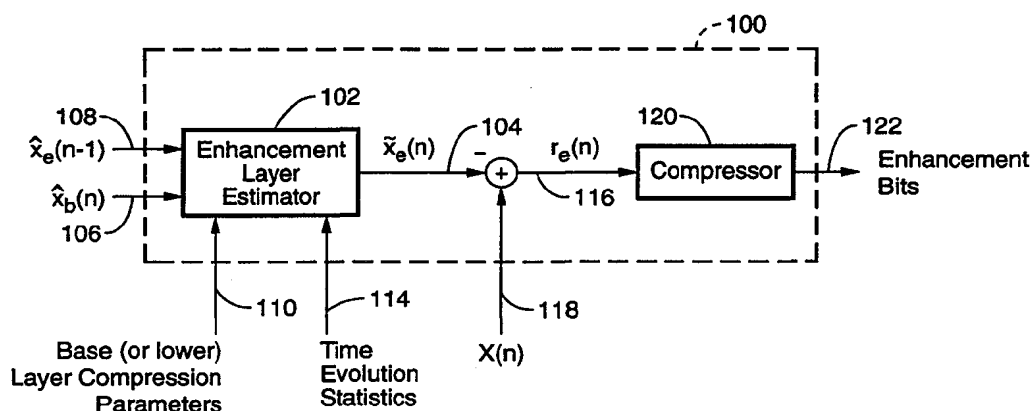 100
102
108
x̂e(n-1)
Enhancement
Layer
Estimator
x̃e(n)
104
−
+
re(n)
116
120
Compressor
122
Enhancement
Bits
x̂b(n)
106
110
114
118
Base (or lower)
Layer Compression
Parameters
Time
Evolution
Statistics
X(n)